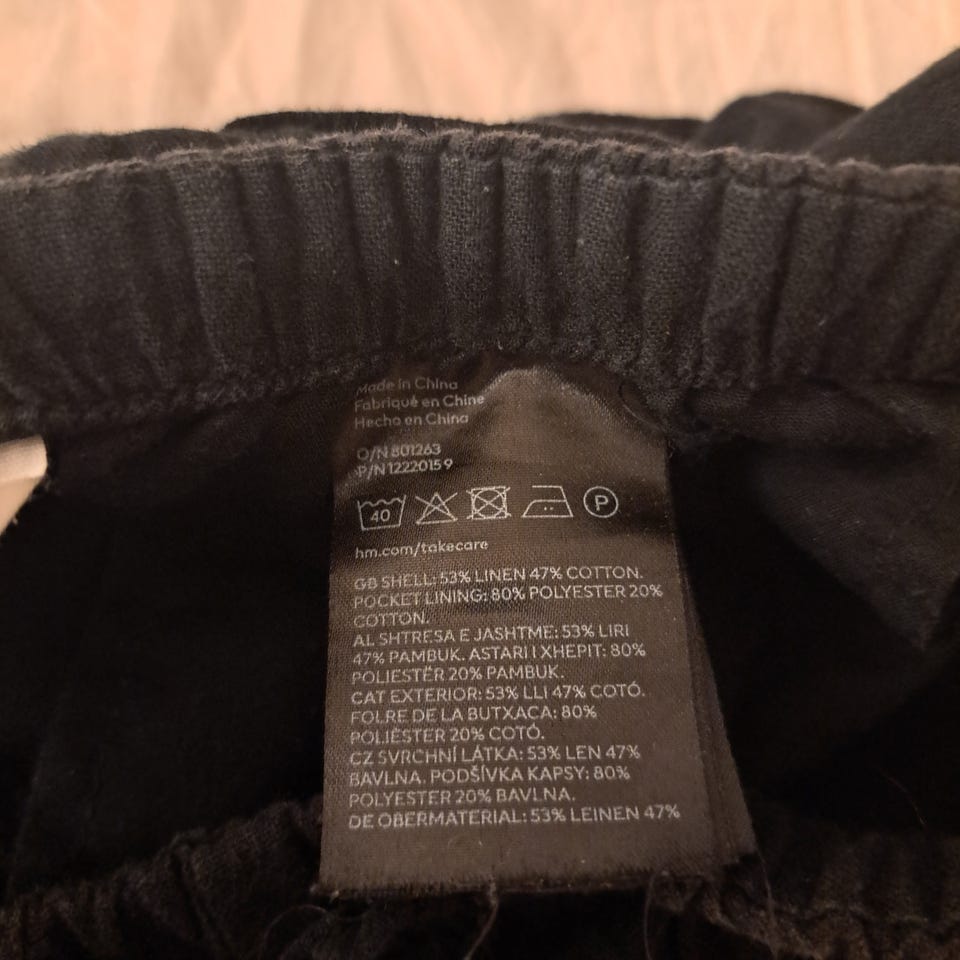 Made in China
Fabriqué en Chine
Hecho en China
O/N 801263
P/N 1222015 9
40 P
hm.com/takecare
GB SHELL: 53% LINEN 47% COTTON.
POCKET LINING: 80% POLYESTER 20%
COTTON.
AL SHTRESA E JASHTME: 53% LIRI
47% PAMBUK. ASTARI I XHEPIT: 80%
POLIESTËR 20% PAMBUK.
CAT EXTERIOR: 53% LLI 47% COTÓ.
FOLRE DE LA BUTXACA: 80%
POLIÈSTER 20% COTÓ.
CZ SVRCHNÍ LÁTKA: 53% LEN 47%
BAVLNA. PODŠÍVKA KAPSY: 80%
POLYESTER 20% BAVLNA.
DE OBERMATERIAL: 53% LEINEN 47%